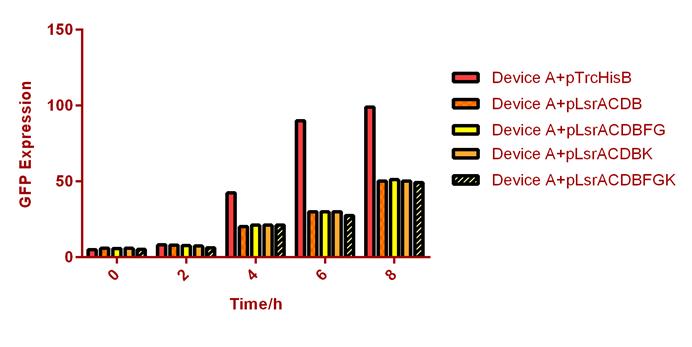 150
100
50
0
GFP Expression
0
2
4
6
8
Time/h
Device A+pTrcHisB
Device A+pLsrACDB
Device A+pLsrACDBFG
Device A+pLsrACDBK
Device A+pLsrACDBFGK